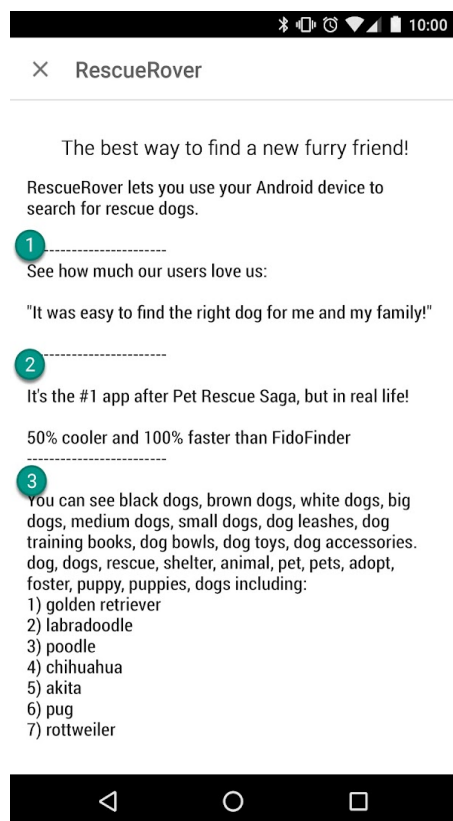 10:00
RescueRover
The best way to find a new furry friend!
RescueRover lets you use your Android device to
search for rescue dogs.
1 ----------------------
See how much our users love us:
"It was easy to find the right dog for me and my family!"
----------------------
2
It's the #1 app after Pet Rescue Saga, but in real life!
50% cooler and 100% faster than FidoFinder
-------------------------
3
You can see black dogs, brown dogs, white dogs, big
dogs, medium dogs, small dogs, dog leashes, dog
training books, dog bowls, dog toys, dog accessories.
dog, dogs, rescue, shelter, animal, pet, pets, adopt,
foster, puppy, puppies, dogs including:
1) golden retriever
2) labradoodle
3) poodle
4) chihuahua
5) akita
6) pug
7) rottweiler